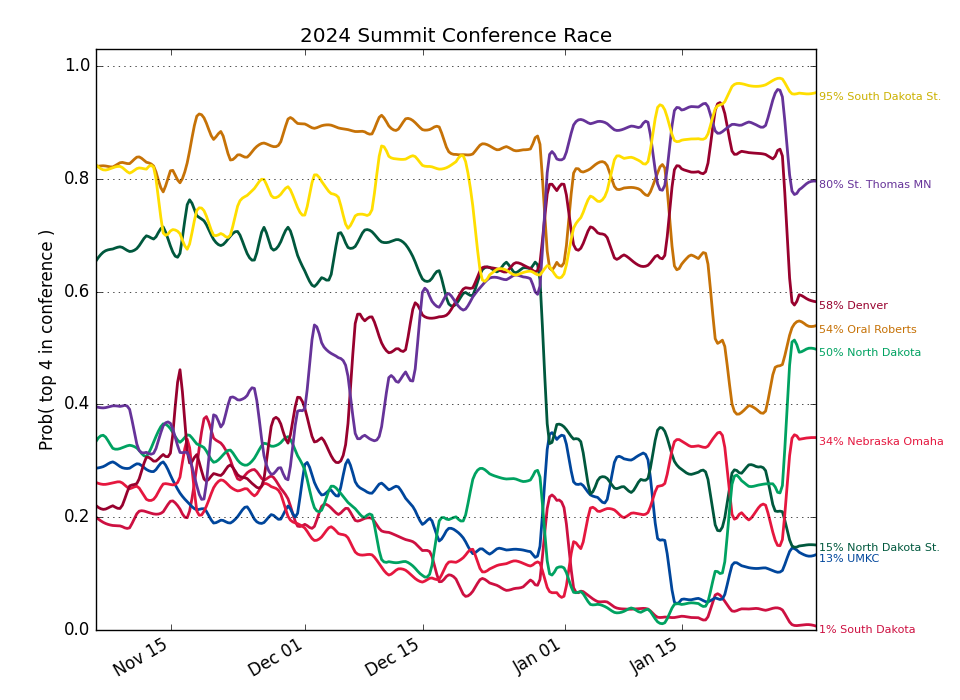 2024 Summit Conference Race
Prob( top 4 in conference )
1.0
0.8
0.6
0.4
0.2
0.0
Nov 15
Dec 01
Dec 15
Jan 01
Jan 15
95% South Dakota St.
80% St. Thomas MN
58% Denver
54% Oral Roberts
50% North Dakota
34% Nebraska Omaha
15% North Dakota St.
13% UMKC
1% South Dakota